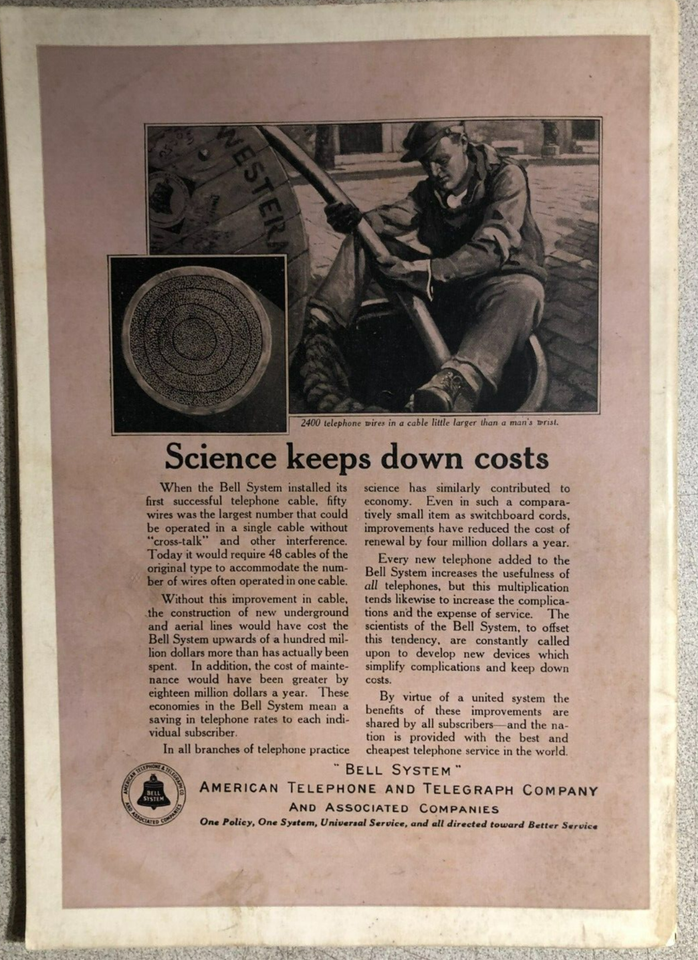 WESTERN
2400 telephone wires in a cable little larger than a man's wrist.
Science keeps down costs
When the Bell System installed its
first successful telephone cable, fifty
wires was the largest number that could
be operated in a single cable without
"cross-talk" and other interference.
Today it would require 48 cables of the
original type to accommodate the num-
ber of wires often operated in one cable.
Without this improvement in cable,
the construction of new underground
and aerial lines would have cost the
Bell System upwards of a hundred mil-
lion dollars more than has actually been
spent. In addition, the cost of mainte-
nance would have been greater by
eighteen million dollars a year. These
economies in the Bell System mean a
saving in telephone rates to each indi-
vidual subscriber.
In all branches of telephone practice
science has similarly contributed to
economy. Even in such a compara-
tively small item as switchboard cords,
improvements have reduced the cost of
renewal by four million dollars a year.
Every new telephone added to the
Bell System increases the usefulness of
all telephones, but this multiplication
tends likewise to increase the complica-
tions and the expense of service. The
scientists of the Bell System, to offset
this tendency, are constantly called
upon to develop new devices which
simplify complications and keep down
costs.
By virtue of a united system the
benefits of these improvements are
shared by all subscribers—and the na-
tion is provided with the best and
cheapest telephone service in the world.
"BELL SYSTEM"
AMERICAN TELEPHONE AND TELEGRAPH COMPANY
AND ASSOCIATED COMPANIES
One Policy, One System, Universal Service, and all directed toward Better Service
AMERICAN TELEPHONE & TELEGRAPH CO.
AND ASSOCIATED COMPANIES
BELL
SYSTEM